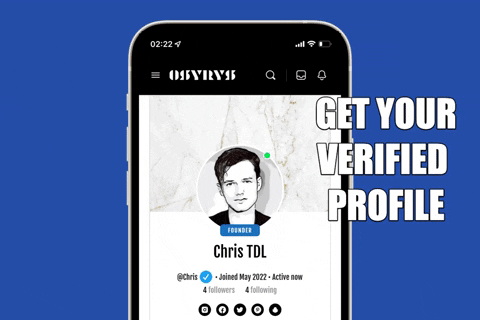 02:22
OSYRYS
GET YOUR
VERIFIED
PROFILE
FOUNDER
Chris TDL
@Chris • Joined May 2022 • Active now
4 followers 4 following